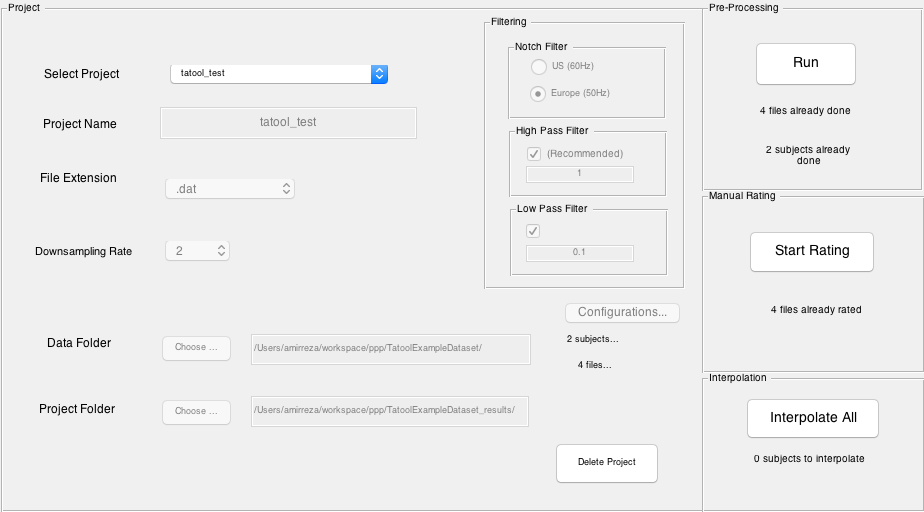 Project
Select Project
tatool_test
Project Name
tatool_test
File Extension
.dat
Downsampling Rate
2
Filtering
Notch Filter
US (60Hz)
Europe (50Hz)
High Pass Filter
(Recommended)
1
Low Pass Filter
0.1
Configurations...
Data Folder
Choose ...
/Users/amirreza/workspace/ppp/TatoolExampleDataset/
2 subjects...
4 files...
Project Folder
Choose ...
/Users/amirreza/workspace/ppp/TatoolExampleDataset_results/
Delete Project
Pre-Processing
Run
4 files already done
2 subjects already
done
Manual Rating
Start Rating
4 files already rated
Interpolation
Interpolate All
0 subjects to interpolate